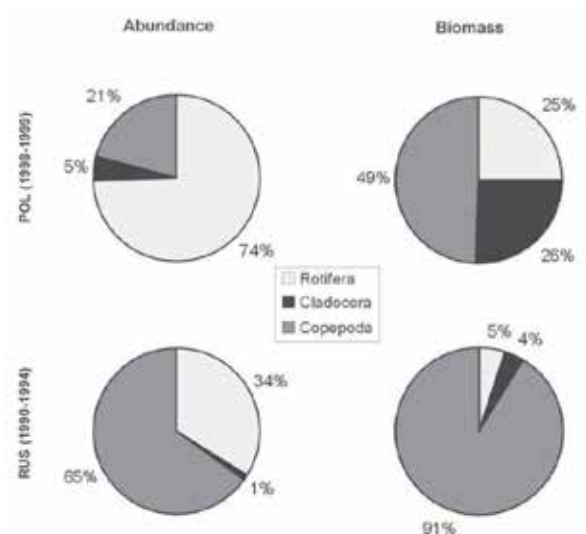 Abundance
Biomass
POL (1998-1999)
21%
5%
74%
25%
49%
26%
Rotifera
Cladocera
Copepoda
RUS (1990-1994)
34%
65%
1%
5%
4%
91%